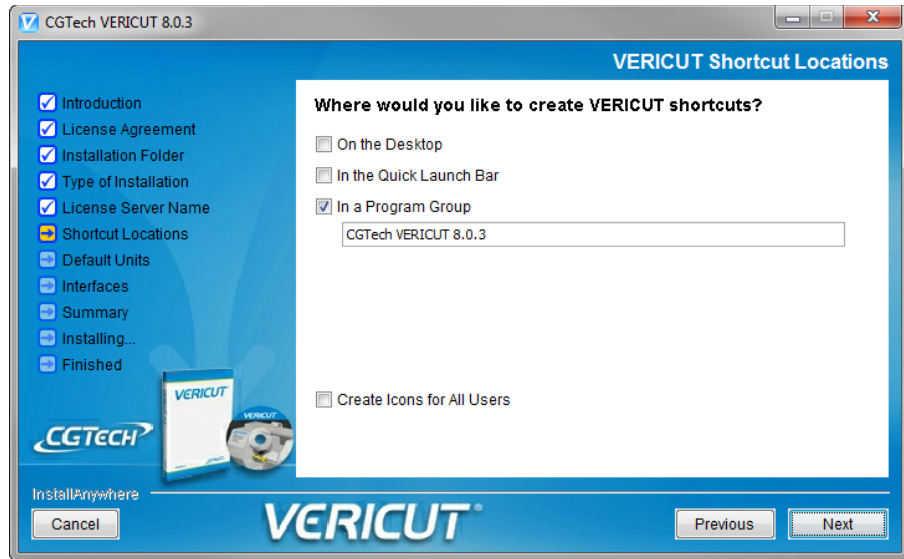 CGTech VERICUT 8.0.3
VERICUT Shortcut Locations
Introduction
License Agreement
Installation Folder
Type of Installation
License Server Name
Shortcut Locations
Default Units
Interfaces
Summary
Installing...
Finished
Where would you like to create VERICUT shortcuts?
On the Desktop
In the Quick Launch Bar
In a Program Group
CGTech VERICUT 8.0.3
Create Icons for All Users
VERICUT
VERICUT
CGTECH
InstallAnywhere
Cancel
VERICUT
Previous
Next